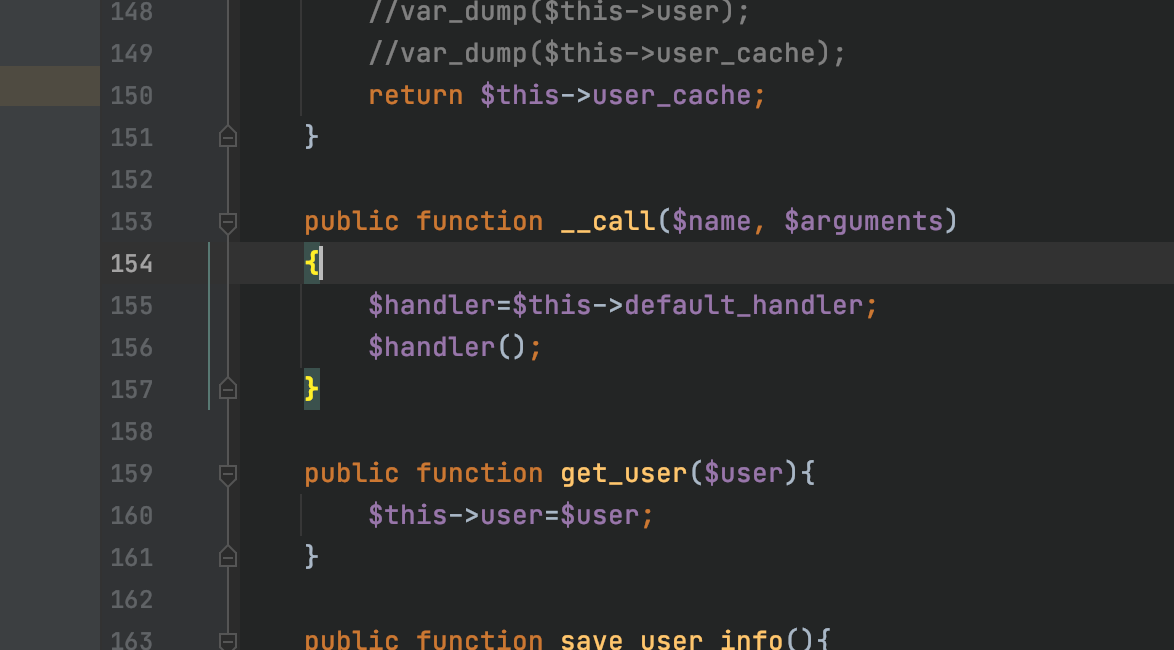 148 //var_dump($this->user);
149 //var_dump($this->user_cache);
150 return $this->user_cache;
151 }
152
153 public function __call($name, $arguments)
154 {
155 $handler=$this->default_handler;
156 $handler();
157 }
158
159 public function get_user($user){
160 $this->user=$user;
161 }
162
163 public function save_user_info(){